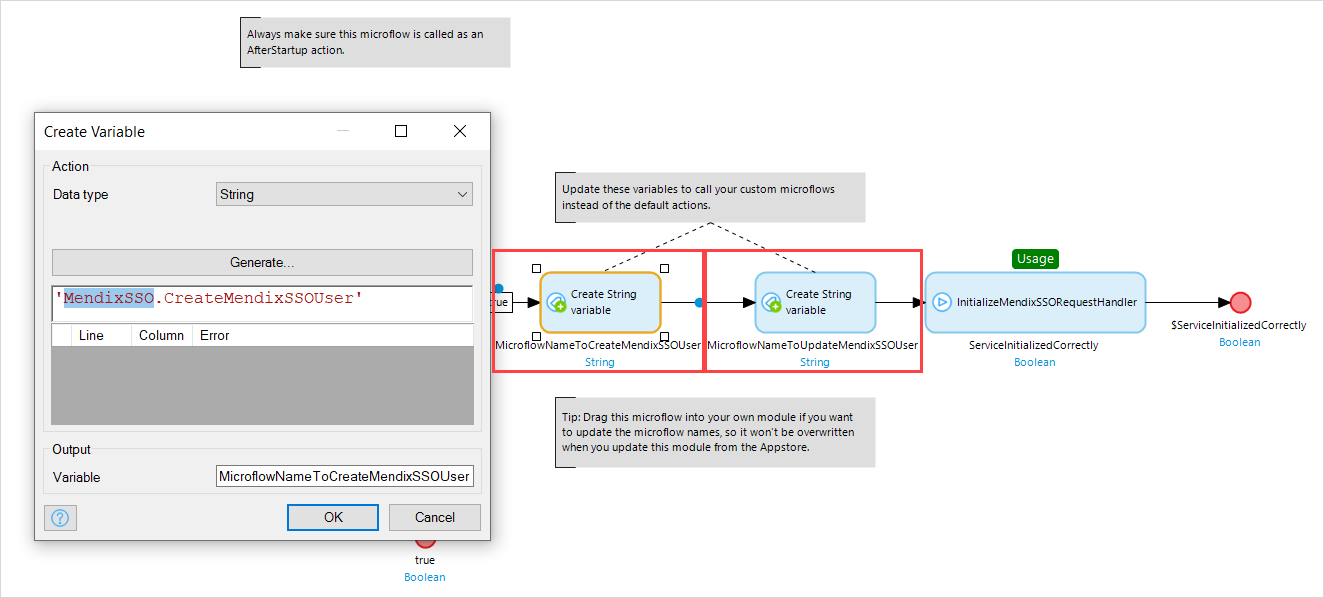 Always make sure this microflow is called as an
AfterStartup action.
Create Variable
Action
Data type
String
Generate...
'MendixSSO.CreateMendixSSOUser'
Line
Column
Error
Output
Variable
MicroflowNameToCreateMendixSSOUser
OK
Cancel
?
Update these variables to call your custom microflows
instead of the default actions.
Create String
variable
MicroflowNameToCreateMendixSSOUser
String
Create String
variable
MicroflowNameToUpdateMendixSSOUser
String
Usage
InitializeMendixSSORequestHandler
ServiceInitializedCorrectly
Boolean
$ServiceInitializedCorrectly
Boolean
Tip: Drag this microflow into your own module if you want
to update the microflow names, so it won't be overwritten
when you update this module from the Appstore.
true
Boolean